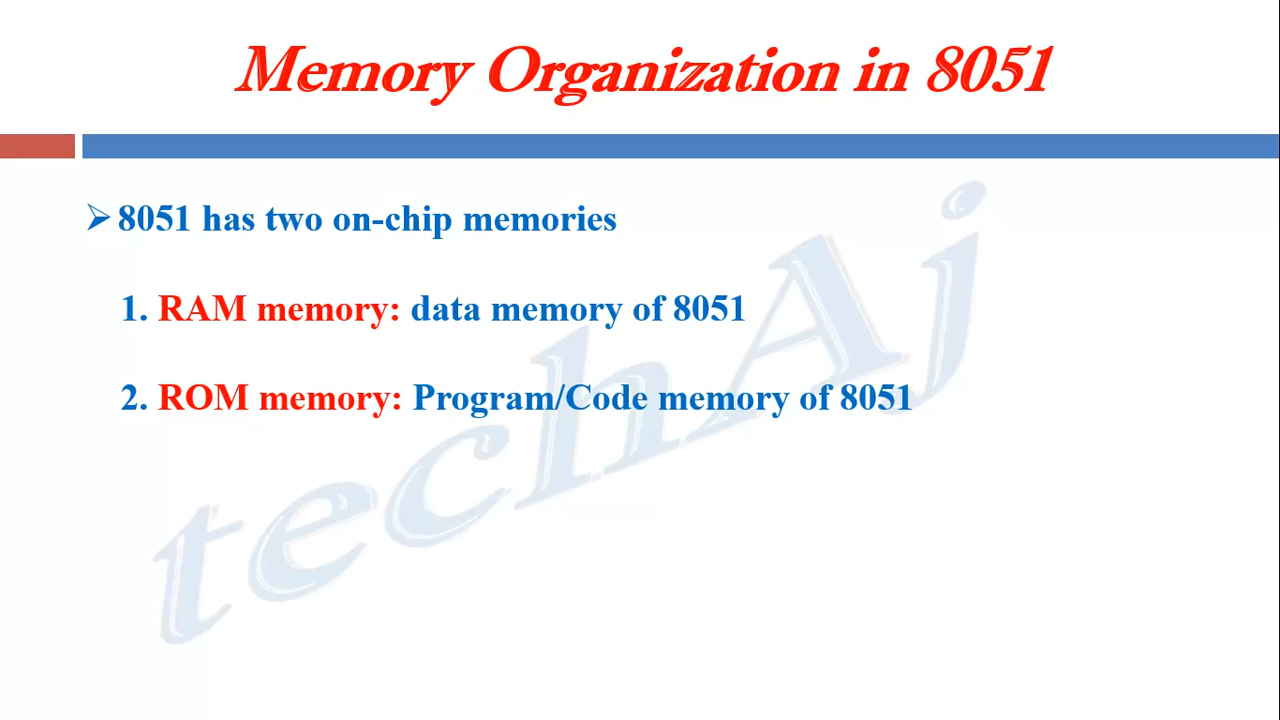 Memory Organization in 8051
➢ 8051 has two on-chip memories
1. RAM memory: data memory of 8051
2. ROM memory: Program/Code memory of 8051
techAj